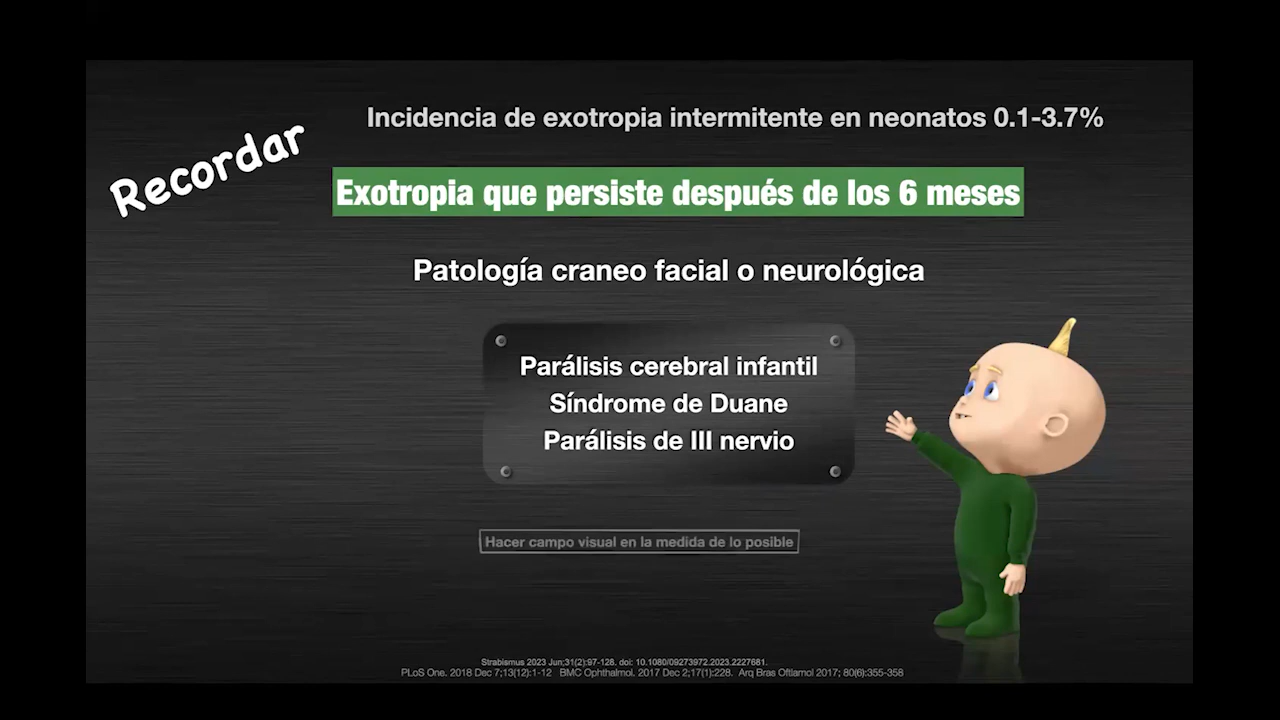 Recordar
Incidencia de exotropia intermitente en neonatos 0.1-3.7%
Exotropia que persiste después de los 6 meses
Patología craneo facial o neurológica
Parálisis cerebral infantil
Síndrome de Duane
Parálisis de III nervio
Hacer campo visual en la medida de lo posible
Strabismus 2023 Jun;31(2):97-128. doi: 10.1080/09273972.2023.2227681.
PLoS One. 2018 Dec 7;13(12):1-12 BMC Ophthalmol. 2017 Dec 2;17(1):228. Arq Bras Oftlamol 2017; 80(6):355-358